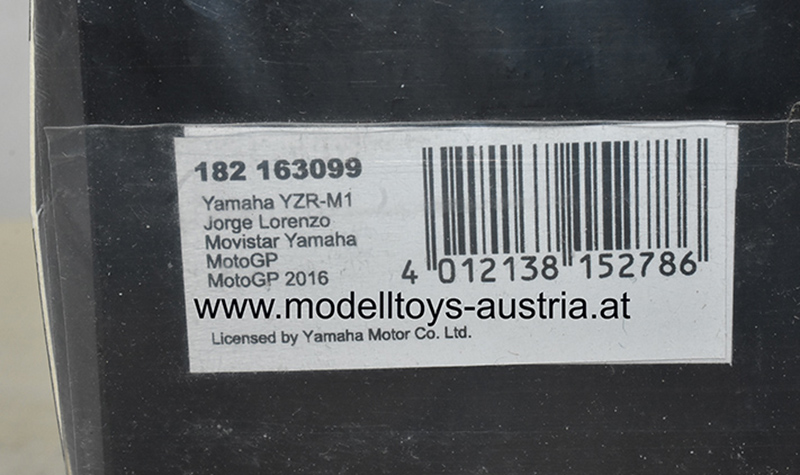 182 163099
Yamaha YZR-M1
Jorge Lorenzo
Movistar Yamaha
MotoGP
MotoGP 2016
4 012138 152786
www.modelltoys-austria.at
Licensed by Yamaha Motor Co. Ltd.